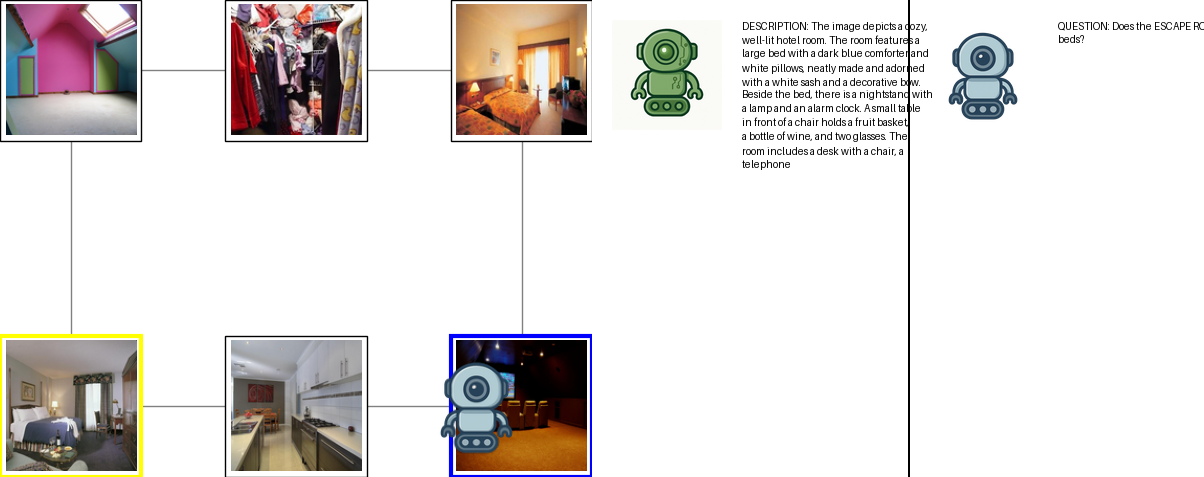 DESCRIPTION: The image depicts a cozy,
well-lit hotel room. The room features a
large bed with a dark blue comforter and
white pillows, neatly made and adorned
with a white sash and a decorative bow.
Beside the bed, there is a nightstand with
a lamp and an alarm clock. A small table
in front of a chair holds a fruit basket,
a bottle of wine, and two glasses. The
room includes a desk with a chair, a
telephone
QUESTION: Does the ESCAPE
beds?